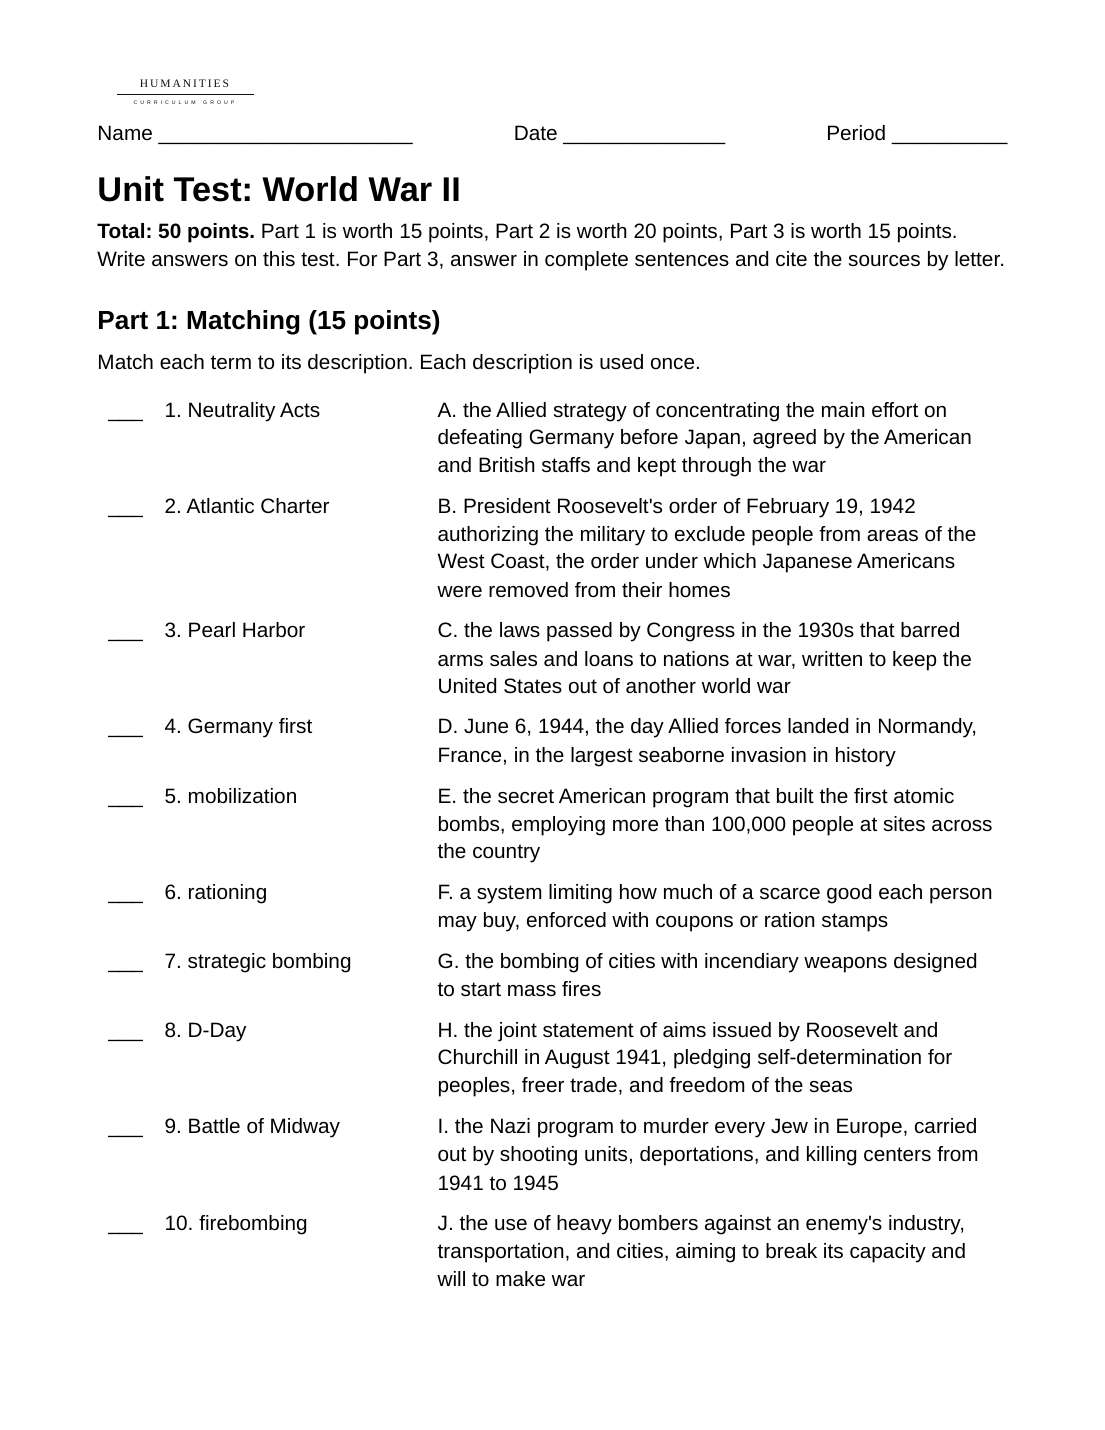 HUMANITIES
CURRICULUM GROUP
Name ______________________ Date ______________ Period __________
Unit Test: World War II
Total: 50 points. Part 1 is worth 15 points, Part 2 is worth 20 points, Part 3 is worth 15 points.
Write answers on this test. For Part 3, answer in complete sentences and cite the sources by letter.
Part 1: Matching (15 points)
Match each term to its description. Each description is used once.
___ 1. Neutrality Acts A. the Allied strategy of concentrating the main effort on
defeating Germany before Japan, agreed by the American
and British staffs and kept through the war
___ 2. Atlantic Charter B. President Roosevelt's order of February 19, 1942
authorizing the military to exclude people from areas of the
West Coast, the order under which Japanese Americans
were removed from their homes
___ 3. Pearl Harbor C. the laws passed by Congress in the 1930s that barred
arms sales and loans to nations at war, written to keep the
United States out of another world war
___ 4. Germany first D. June 6, 1944, the day Allied forces landed in Normandy,
France, in the largest seaborne invasion in history
___ 5. mobilization E. the secret American program that built the first atomic
bombs, employing more than 100,000 people at sites across
the country
___ 6. rationing F. a system limiting how much of a scarce good each person
may buy, enforced with coupons or ration stamps
___ 7. strategic bombing G. the bombing of cities with incendiary weapons designed
to start mass fires
___ 8. D-Day H. the joint statement of aims issued by Roosevelt and
Churchill in August 1941, pledging self-determination for
peoples, freer trade, and freedom of the seas
___ 9. Battle of Midway I. the Nazi program to murder every Jew in Europe, carried
out by shooting units, deportations, and killing centers from
1941 to 1945
___ 10. firebombing J. the use of heavy bombers against an enemy's industry,
transportation, and cities, aiming to break its capacity and
will to make war